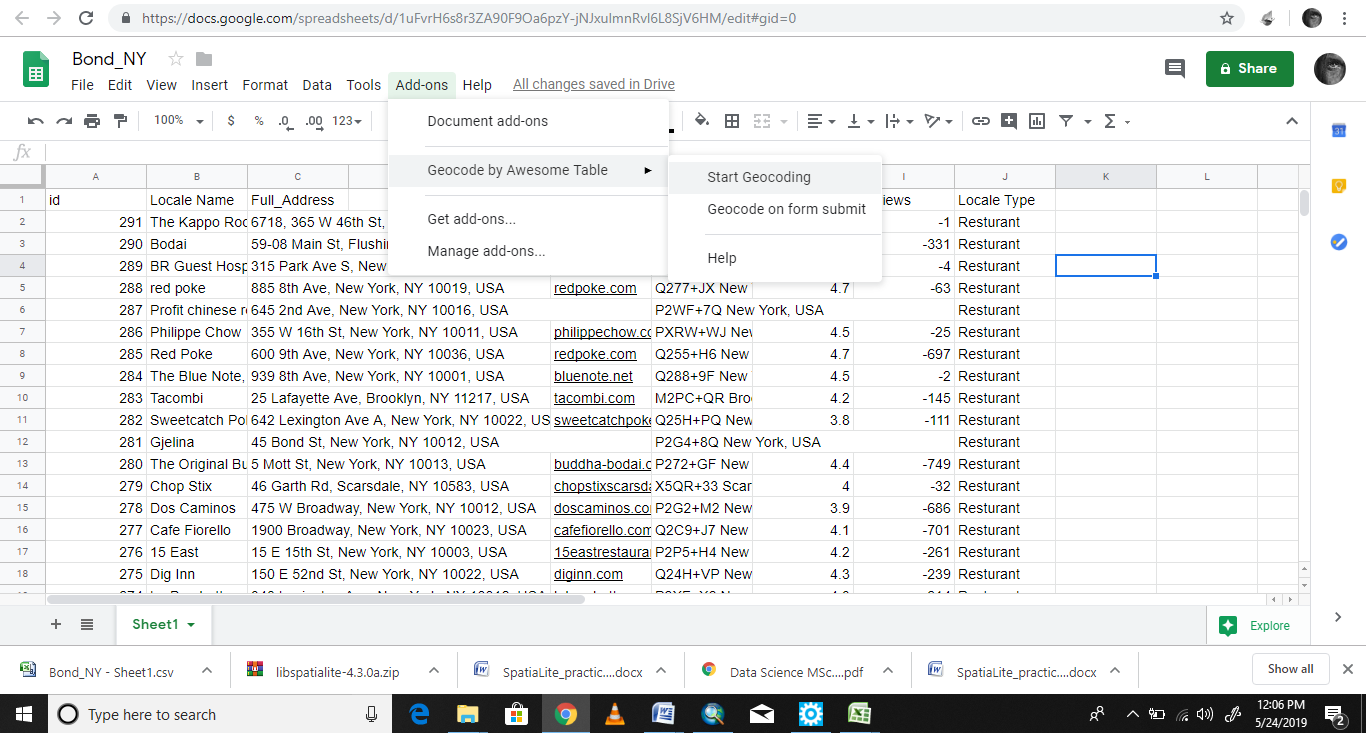 https://docs.google.com/spreadsheets/d/1uFvrH6s8r3ZA90F9Oa6pzY-jNJxulmnRvl6L8SjV6HM/edit#gid=0
Bond_NY
File Edit View Insert Format Data Tools Add-ons Help All changes saved in Drive
Share
100% $ % .0 .00 123
Document add-ons
Geocode by Awesome Table
Get add-ons...
Manage add-ons...
Start Geocoding
Geocode on form submit
Help
fx
A B C I J K L
1 id Locale Name Full_Address iews Locale Type
2 291 The Kappo Roo 6718, 365 W 46th St, -1 Resturant
3 290 Bodai 59-08 Main St, Flushi -331 Resturant
4 289 BR Guest Hosp 315 Park Ave S, New -4 Resturant
5 288 red poke 885 8th Ave, New York, NY 10019, USA redpoke.com Q277+JX New 4.7 -63 Resturant
6 287 Profit chinese r 645 2nd Ave, New York, NY 10016, USA P2WF+7Q New York, USA Resturant
7 286 Philippe Chow 355 W 16th St, New York, NY 10011, USA philippechow.co PXRW+WJ New 4.5 -25 Resturant
8 285 Red Poke 600 9th Ave, New York, NY 10036, USA redpoke.com Q255+H6 New 4.7 -697 Resturant
9 284 The Blue Note, 939 8th Ave, New York, NY 10001, USA bluenote.net Q288+9F New 4.5 -2 Resturant
10 283 Tacombi 25 Lafayette Ave, Brooklyn, NY 11217, USA tacombi.com M2PC+QR Bro 4.2 -145 Resturant
11 282 Sweetcatch Po 642 Lexington Ave A, New York, NY 10022, US sweetcatchpoke Q25H+PQ New 3.8 -111 Resturant
12 281 Gjelina 45 Bond St, New York, NY 10012, USA P2G4+8Q New York, USA Resturant
13 280 The Original Bu 5 Mott St, New York, NY 10013, USA buddha-bodai.c P272+GF New 4.4 -749 Resturant
14 279 Chop Stix 46 Garth Rd, Scarsdale, NY 10583, USA chopstixscarsda X5QR+33 Scar 4 -32 Resturant
15 278 Dos Caminos 475 W Broadway, New York, NY 10012, USA doscaminos.co P2G2+M2 New 3.9 -686 Resturant
16 277 Cafe Fiorello 1900 Broadway, New York, NY 10023, USA cafefiorello.com Q2C9+J7 New 4.1 -701 Resturant
17 276 15 East 15 E 15th St, New York, NY 10003, USA 15eastrestaura P2P5+H4 New 4.2 -261 Resturant
18 275 Dig Inn 150 E 52nd St, New York, NY 10022, USA diginn.com Q24H+VP New 4.3 -239 Resturant
Sheet1
Explore
31
Bond_NY - Sheet1.csv libspatialite-4.3.0a.zip SpatiaLite_practic....docx Data Science MSc....pdf SpatiaLite_practic....docx Show all
Type here to search
12:06 PM
5/24/2019
2